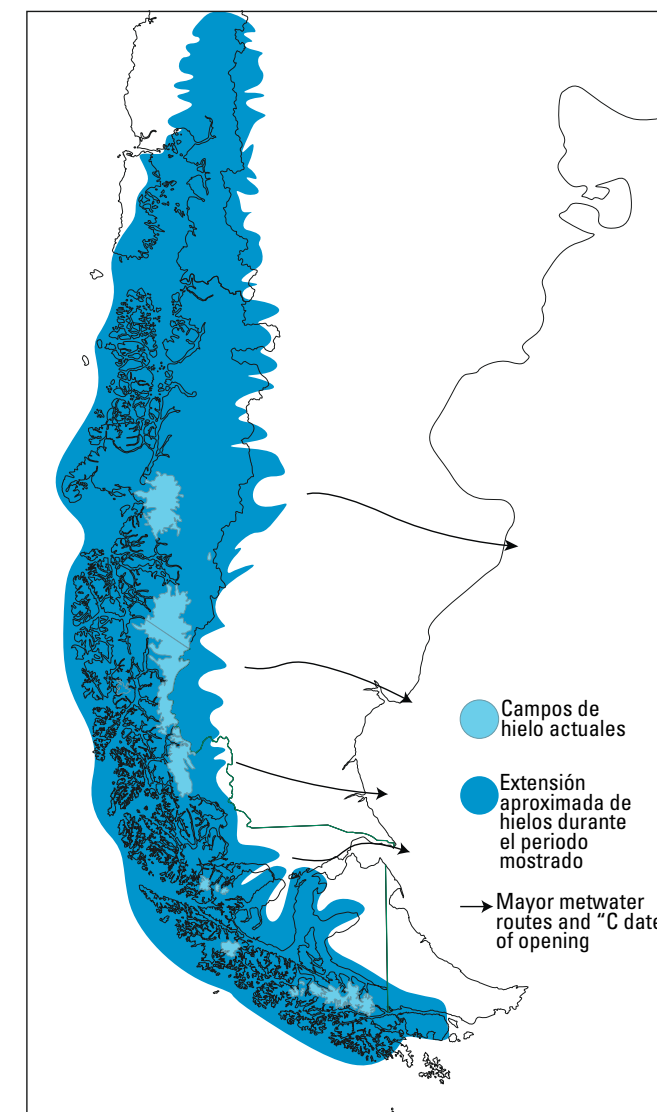 Campos de
hielo actuales
Extensión
aproximada de
hielos durante
el periodo
mostrado
Mayor metwater
routes and “C date
of opening